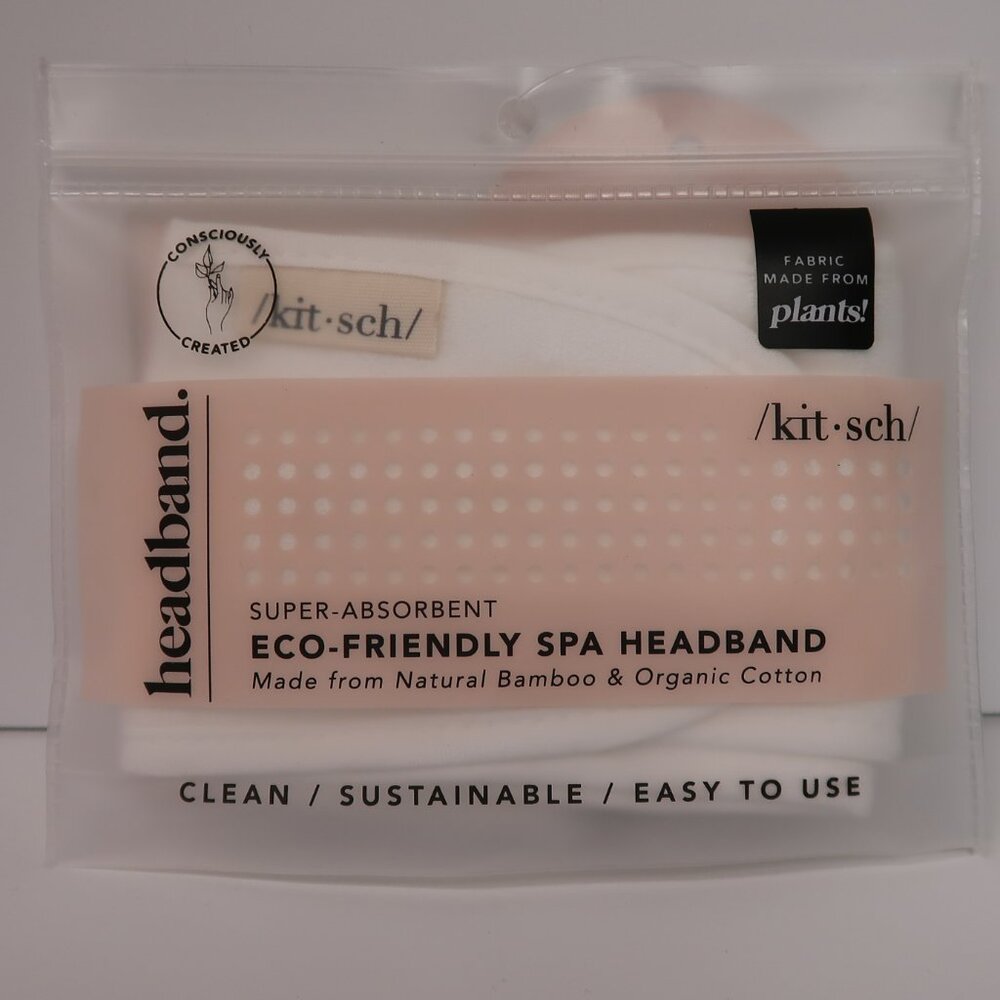 CONSCIOUSLY
CREATED
/kit·sch/
FABRIC
MADE FROM
plants!
headband.
/kit·sch/
SUPER-ABSORBENT
ECO-FRIENDLY SPA HEADBAND
Made from Natural Bamboo & Organic Cotton
CLEAN / SUSTAINABLE / EASY TO USE